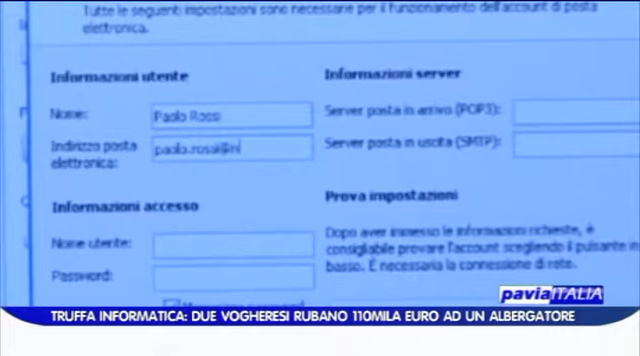 Tutte le seguenti impostazioni sono necessarie per il funzionamento dell'account di posta
elettronica.
Informazioni utente
Nome:
Paolo Rossi
Indirizzo posta
elettronica:
paolo.rossi@ni
Informazioni accesso
Nome utente:
Password:
Informazioni server
Server posta in arrivo (POP3):
Server posta in uscita (SMTP):
Prova impostazioni
Dopo aver immesso le informazioni richieste, è
consigliabile provare l'account scegliendo il pulsante in
basso. È necessaria la connessione di rete.
paviaITALIA
TRUFFA INFORMATICA: DUE VOGHERESI RUBANO 110MILA EURO AD UN ALBERGATORE